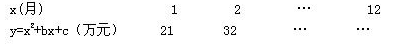 x(月) 1 2 … 12
y=x²+bx+c（万元） 21 32 … …